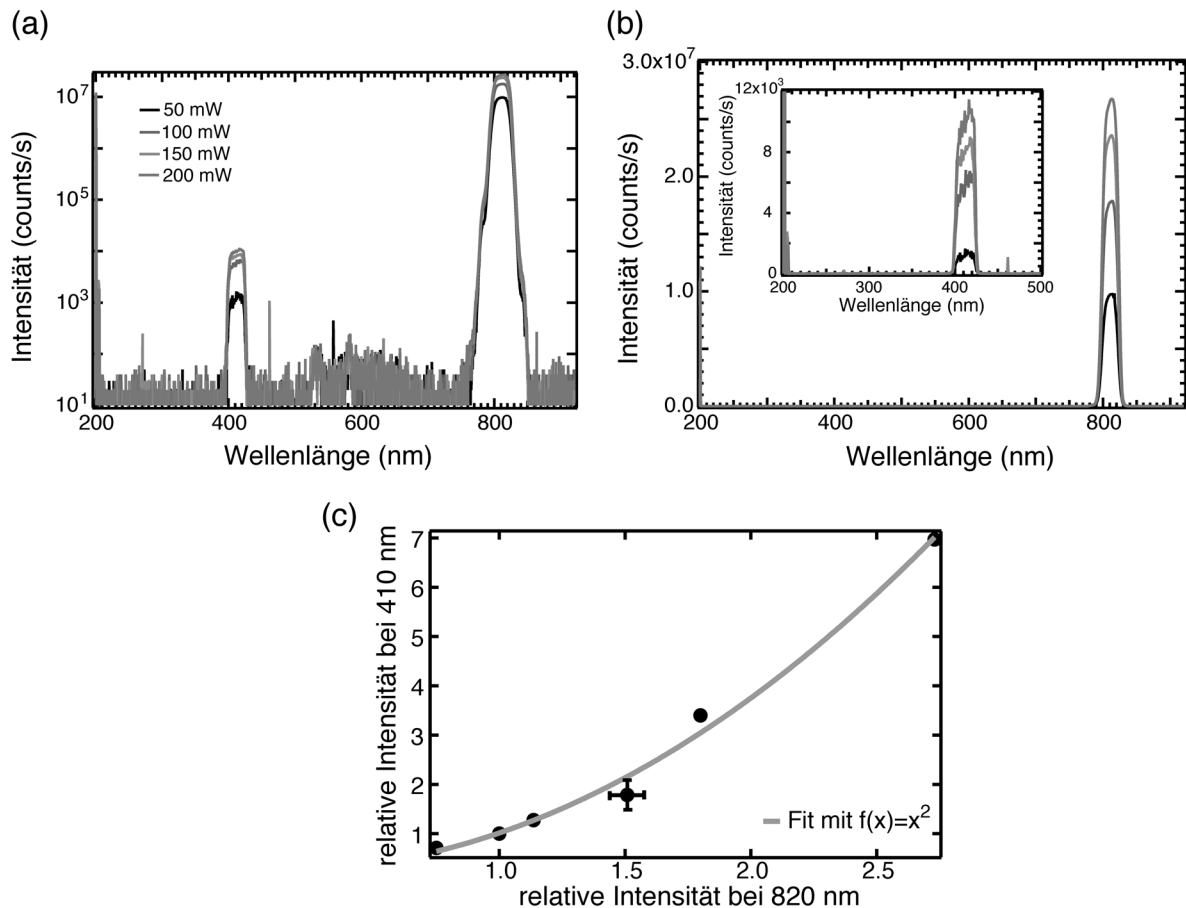 (a)
Intensität (counts/s)
10^7
10^5
10^3
10^1
50 mW
100 mW
150 mW
200 mW
200 400 600 800
Wellenlänge (nm)
(b)
Intensität (counts/s)
3.0x10^7
2.0
1.0
0.0
Intensität (counts/s)
12x10^3
8
4
0
200 300 400 500
Wellenlänge (nm)
200 400 600 800
Wellenlänge (nm)
(c)
relative Intensität bei 410 nm
7
6
5
4
3
2
1
Fit mit f(x)=x^2
1.0 1.5 2.0 2.5
relative Intensität bei 820 nm